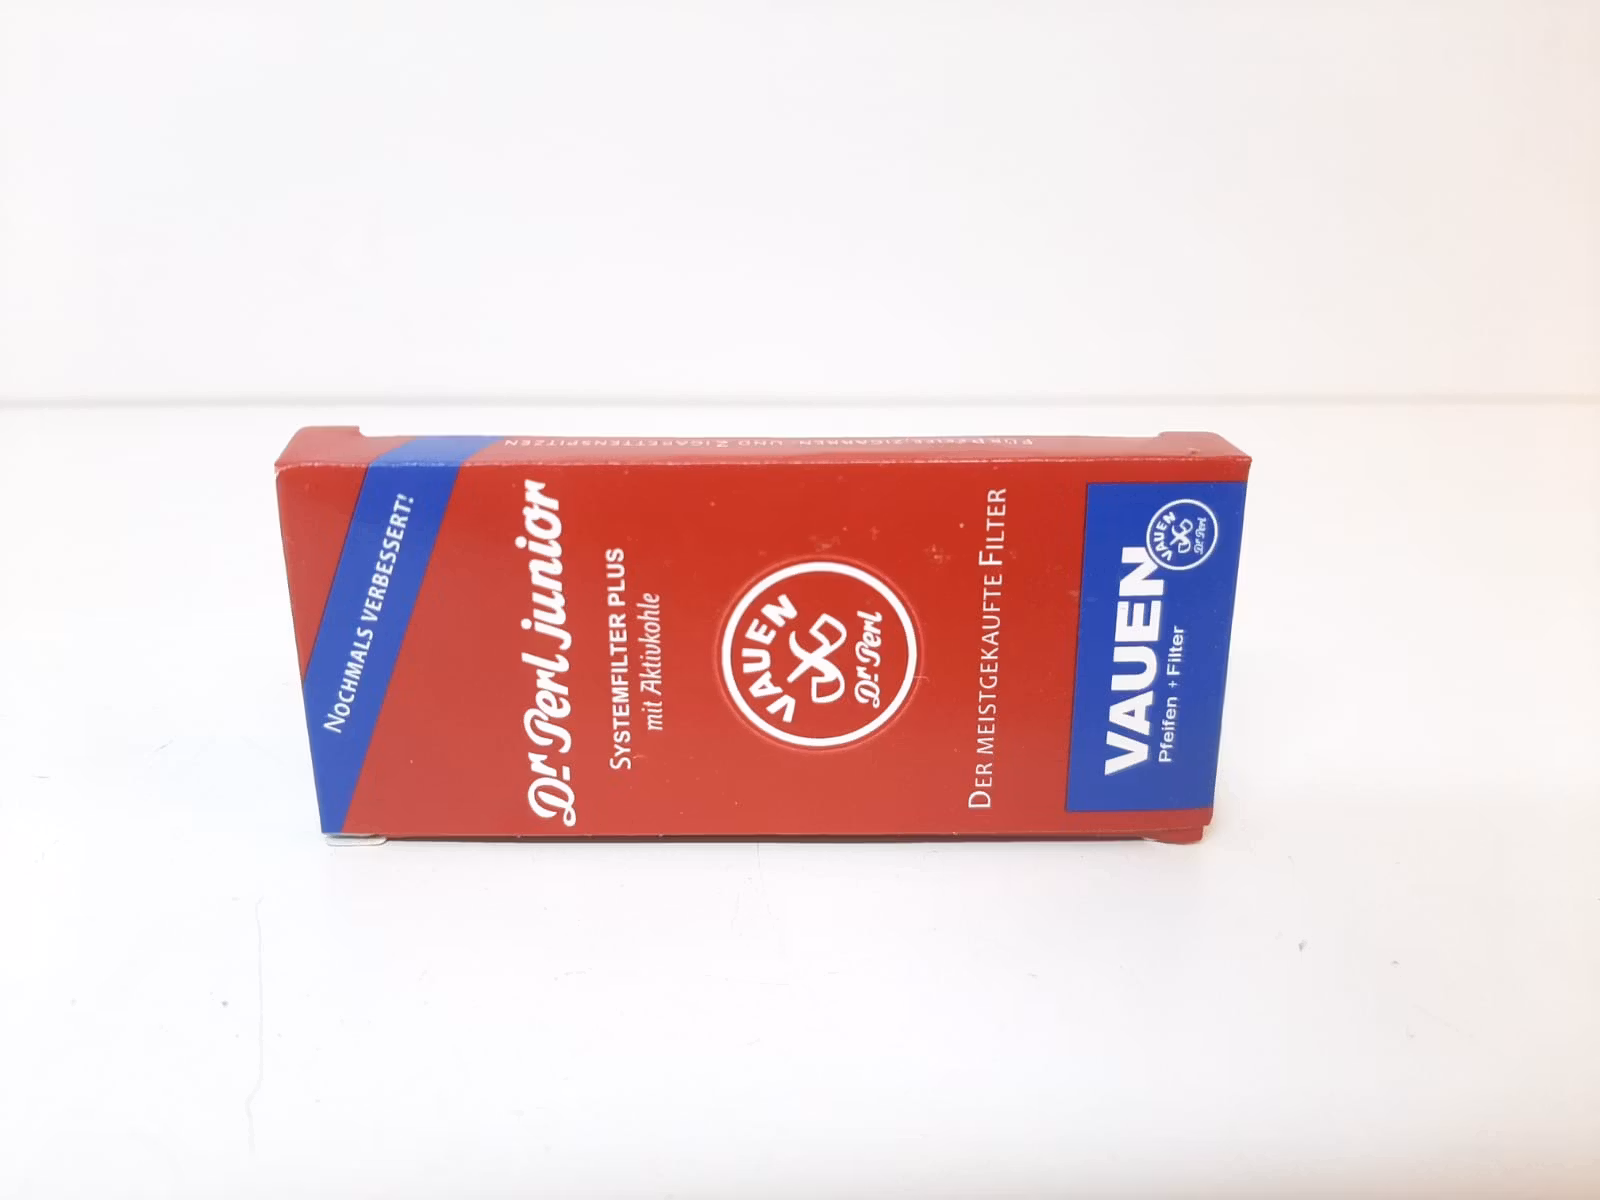 NOCHMALS VERBESSERT!
Dr Perl junior
SYSTEMFILTER PLUS
mit Aktivkohle
VAUEN
Dr Perl
DER MEISTGEKAUFTE FILTER
VAUEN
Pfeifen + Filter
VAUEN
Dr Perl
FÜR PFEIFE, ZIGARREN- UND ZIGARETTENSPITZEN